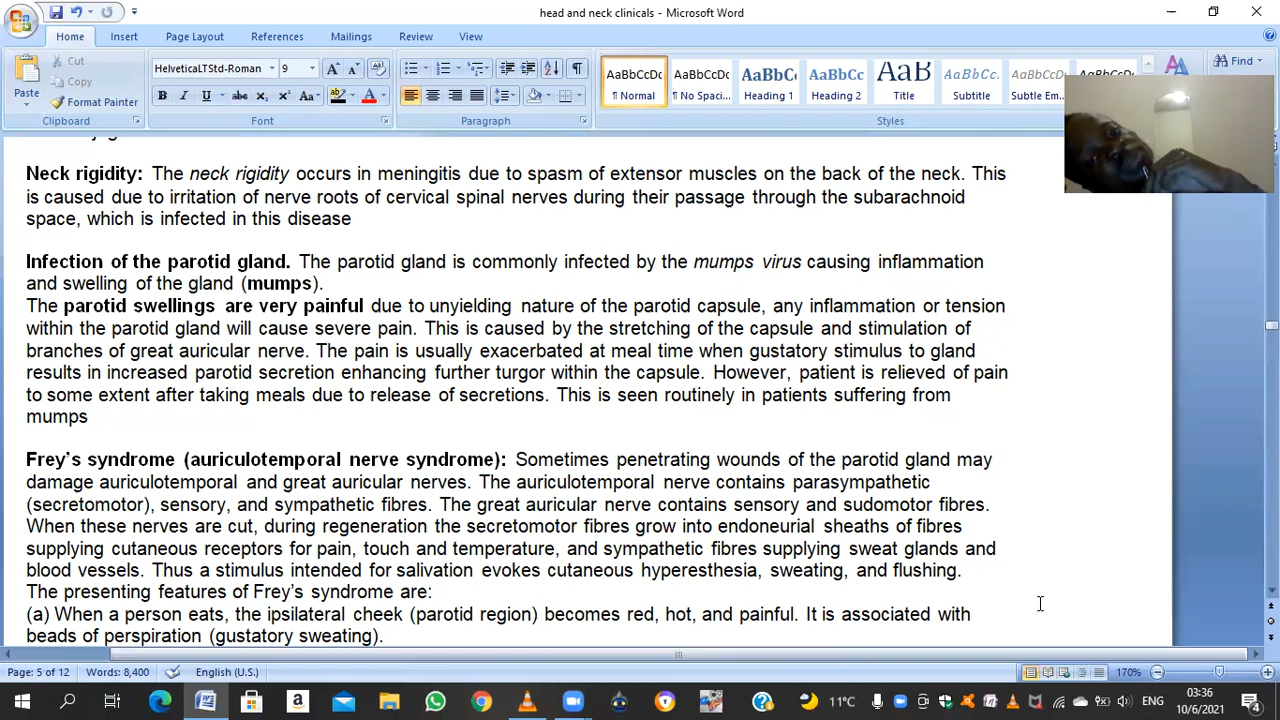 head and neck clinicals - Microsoft Word
Home Insert Page Layout References Mailings Review View
Cut
Copy
Format Painter
Paste
Clipboard
HelveticaLTStd-Roman 9
Font
Paragraph
AaBbCcDc AaBbCcDc AaBbC AaBbCc AaB AaBbCc. AaBbCcDc AaBbCcDc
¶ Normal ¶ No Spaci... Heading 1 Heading 2 Title Subtitle Subtle Em...
Styles
Find
Neck rigidity: The neck rigidity occurs in meningitis due to spasm of extensor muscles on the back of the neck. This
is caused due to irritation of nerve roots of cervical spinal nerves during their passage through the subarachnoid
space, which is infected in this disease
Infection of the parotid gland. The parotid gland is commonly infected by the mumps virus causing inflammation
and swelling of the gland (mumps).
The parotid swellings are very painful due to unyielding nature of the parotid capsule, any inflammation or tension
within the parotid gland will cause severe pain. This is caused by the stretching of the capsule and stimulation of
branches of great auricular nerve. The pain is usually exacerbated at meal time when gustatory stimulus to gland
results in increased parotid secretion enhancing further turgor within the capsule. However, patient is relieved of pain
to some extent after taking meals due to release of secretions. This is seen routinely in patients suffering from
mumps
Frey's syndrome (auriculotemporal nerve syndrome): Sometimes penetrating wounds of the parotid gland may
damage auriculotemporal and great auricular nerves. The auriculotemporal nerve contains parasympathetic
(secretomotor), sensory, and sympathetic fibres. The great auricular nerve contains sensory and sudomotor fibres.
When these nerves are cut, during regeneration the secretomotor fibres grow into endoneurial sheaths of fibres
supplying cutaneous receptors for pain, touch and temperature, and sympathetic fibres supplying sweat glands and
blood vessels. Thus a stimulus intended for salivation evokes cutaneous hyperesthesia, sweating, and flushing.
The presenting features of Frey's syndrome are:
(a) When a person eats, the ipsilateral cheek (parotid region) becomes red, hot, and painful. It is associated with
beads of perspiration (gustatory sweating).
Page: 5 of 12 Words: 8,400 English (U.S.) 170%
11°C ENG 03:36
10/6/2021 4